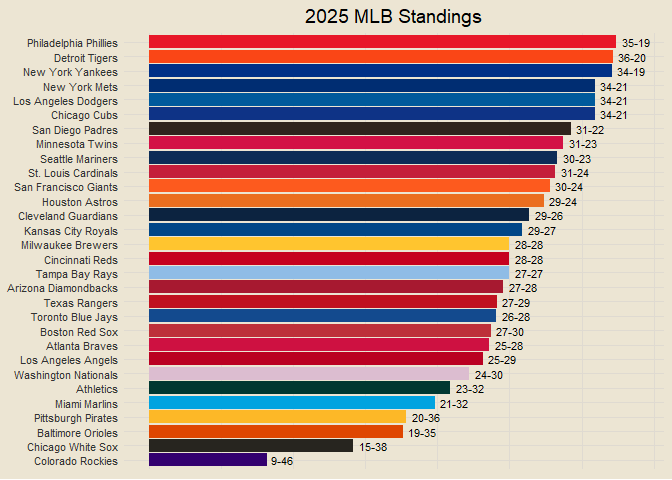 2025 MLB Standings
Philadelphia Phillies 35-19
Detroit Tigers 36-20
New York Yankees 34-19
New York Mets 34-21
Los Angeles Dodgers 34-21
Chicago Cubs 34-21
San Diego Padres 31-22
Minnesota Twins 31-23
Seattle Mariners 30-23
St. Louis Cardinals 31-24
San Francisco Giants 30-24
Houston Astros 29-24
Cleveland Guardians 29-26
Kansas City Royals 29-27
Milwaukee Brewers 28-28
Cincinnati Reds 28-28
Tampa Bay Rays 27-27
Arizona Diamondbacks 27-28
Texas Rangers 27-29
Toronto Blue Jays 26-28
Boston Red Sox 27-30
Atlanta Braves 25-28
Los Angeles Angels 25-29
Washington Nationals 24-30
Athletics 23-32
Miami Marlins 21-32
Pittsburgh Pirates 20-36
Baltimore Orioles 19-35
Chicago White Sox 15-38
Colorado Rockies 9-46